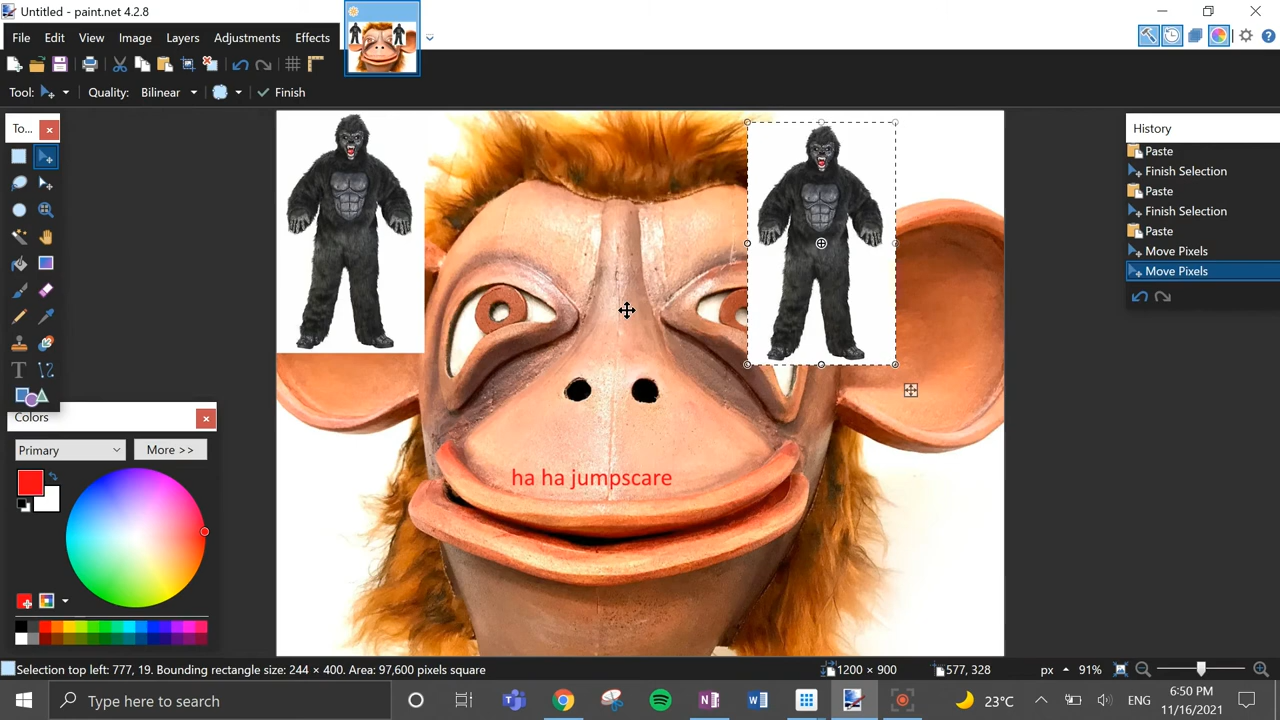 Untitled - paint.net 4.2.8
File Edit View Image Layers Adjustments Effects
Tool: Quality: Bilinear Finish
To...
History
Paste
Finish Selection
Paste
Finish Selection
Paste
Move Pixels
Move Pixels
Colors
Primary More >>
ha ha jumpscare
Selection top left: 777, 19. Bounding rectangle size: 244 × 400. Area: 97,600 pixels square 1200 × 900 577, 328 px 91%
Type here to search 23°C ENG 6:50 PM
11/16/2021